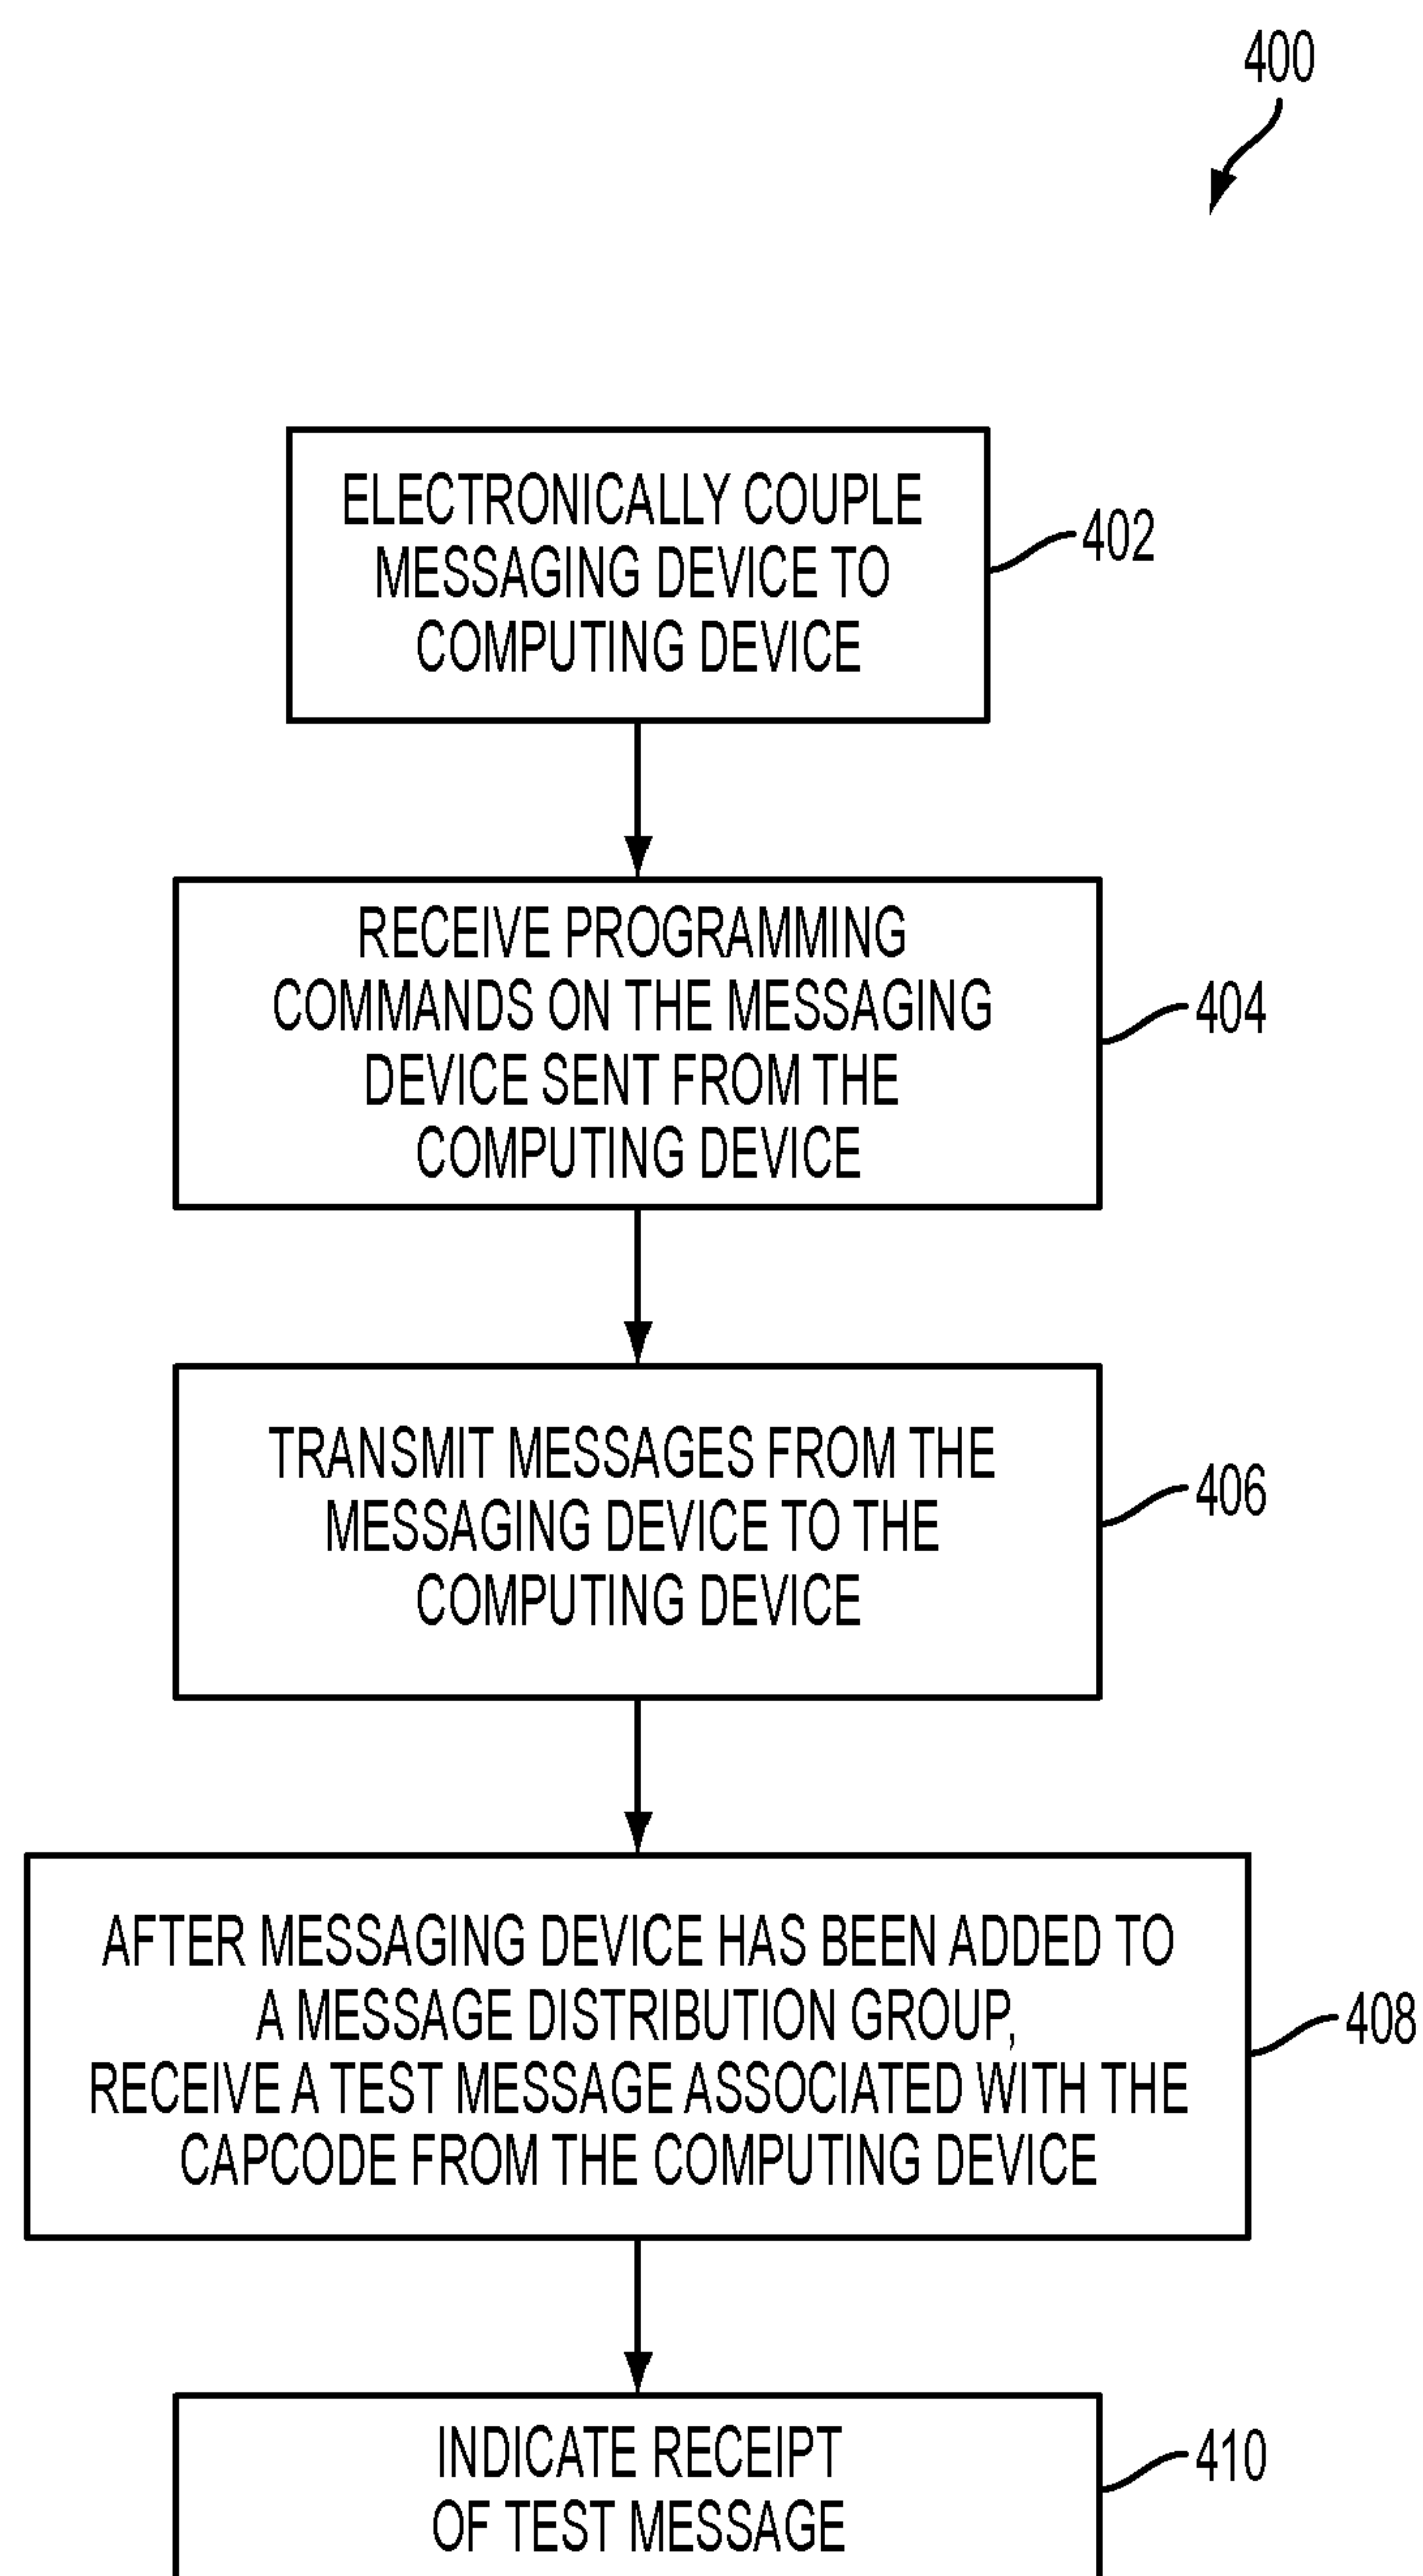 400
ELECTRONICALLY COUPLE
MESSAGING DEVICE TO
COMPUTING DEVICE
402
RECEIVE PROGRAMMING
COMMANDS ON THE MESSAGING
DEVICE SENT FROM THE
COMPUTING DEVICE
404
TRANSMIT MESSAGES FROM THE
MESSAGING DEVICE TO THE
COMPUTING DEVICE
406
AFTER MESSAGING DEVICE HAS BEEN ADDED TO
A MESSAGE DISTRIBUTION GROUP,
RECEIVE A TEST MESSAGE ASSOCIATED WITH THE
CAPCODE FROM THE COMPUTING DEVICE
408
INDICATE RECEIPT
OF TEST MESSAGE
410